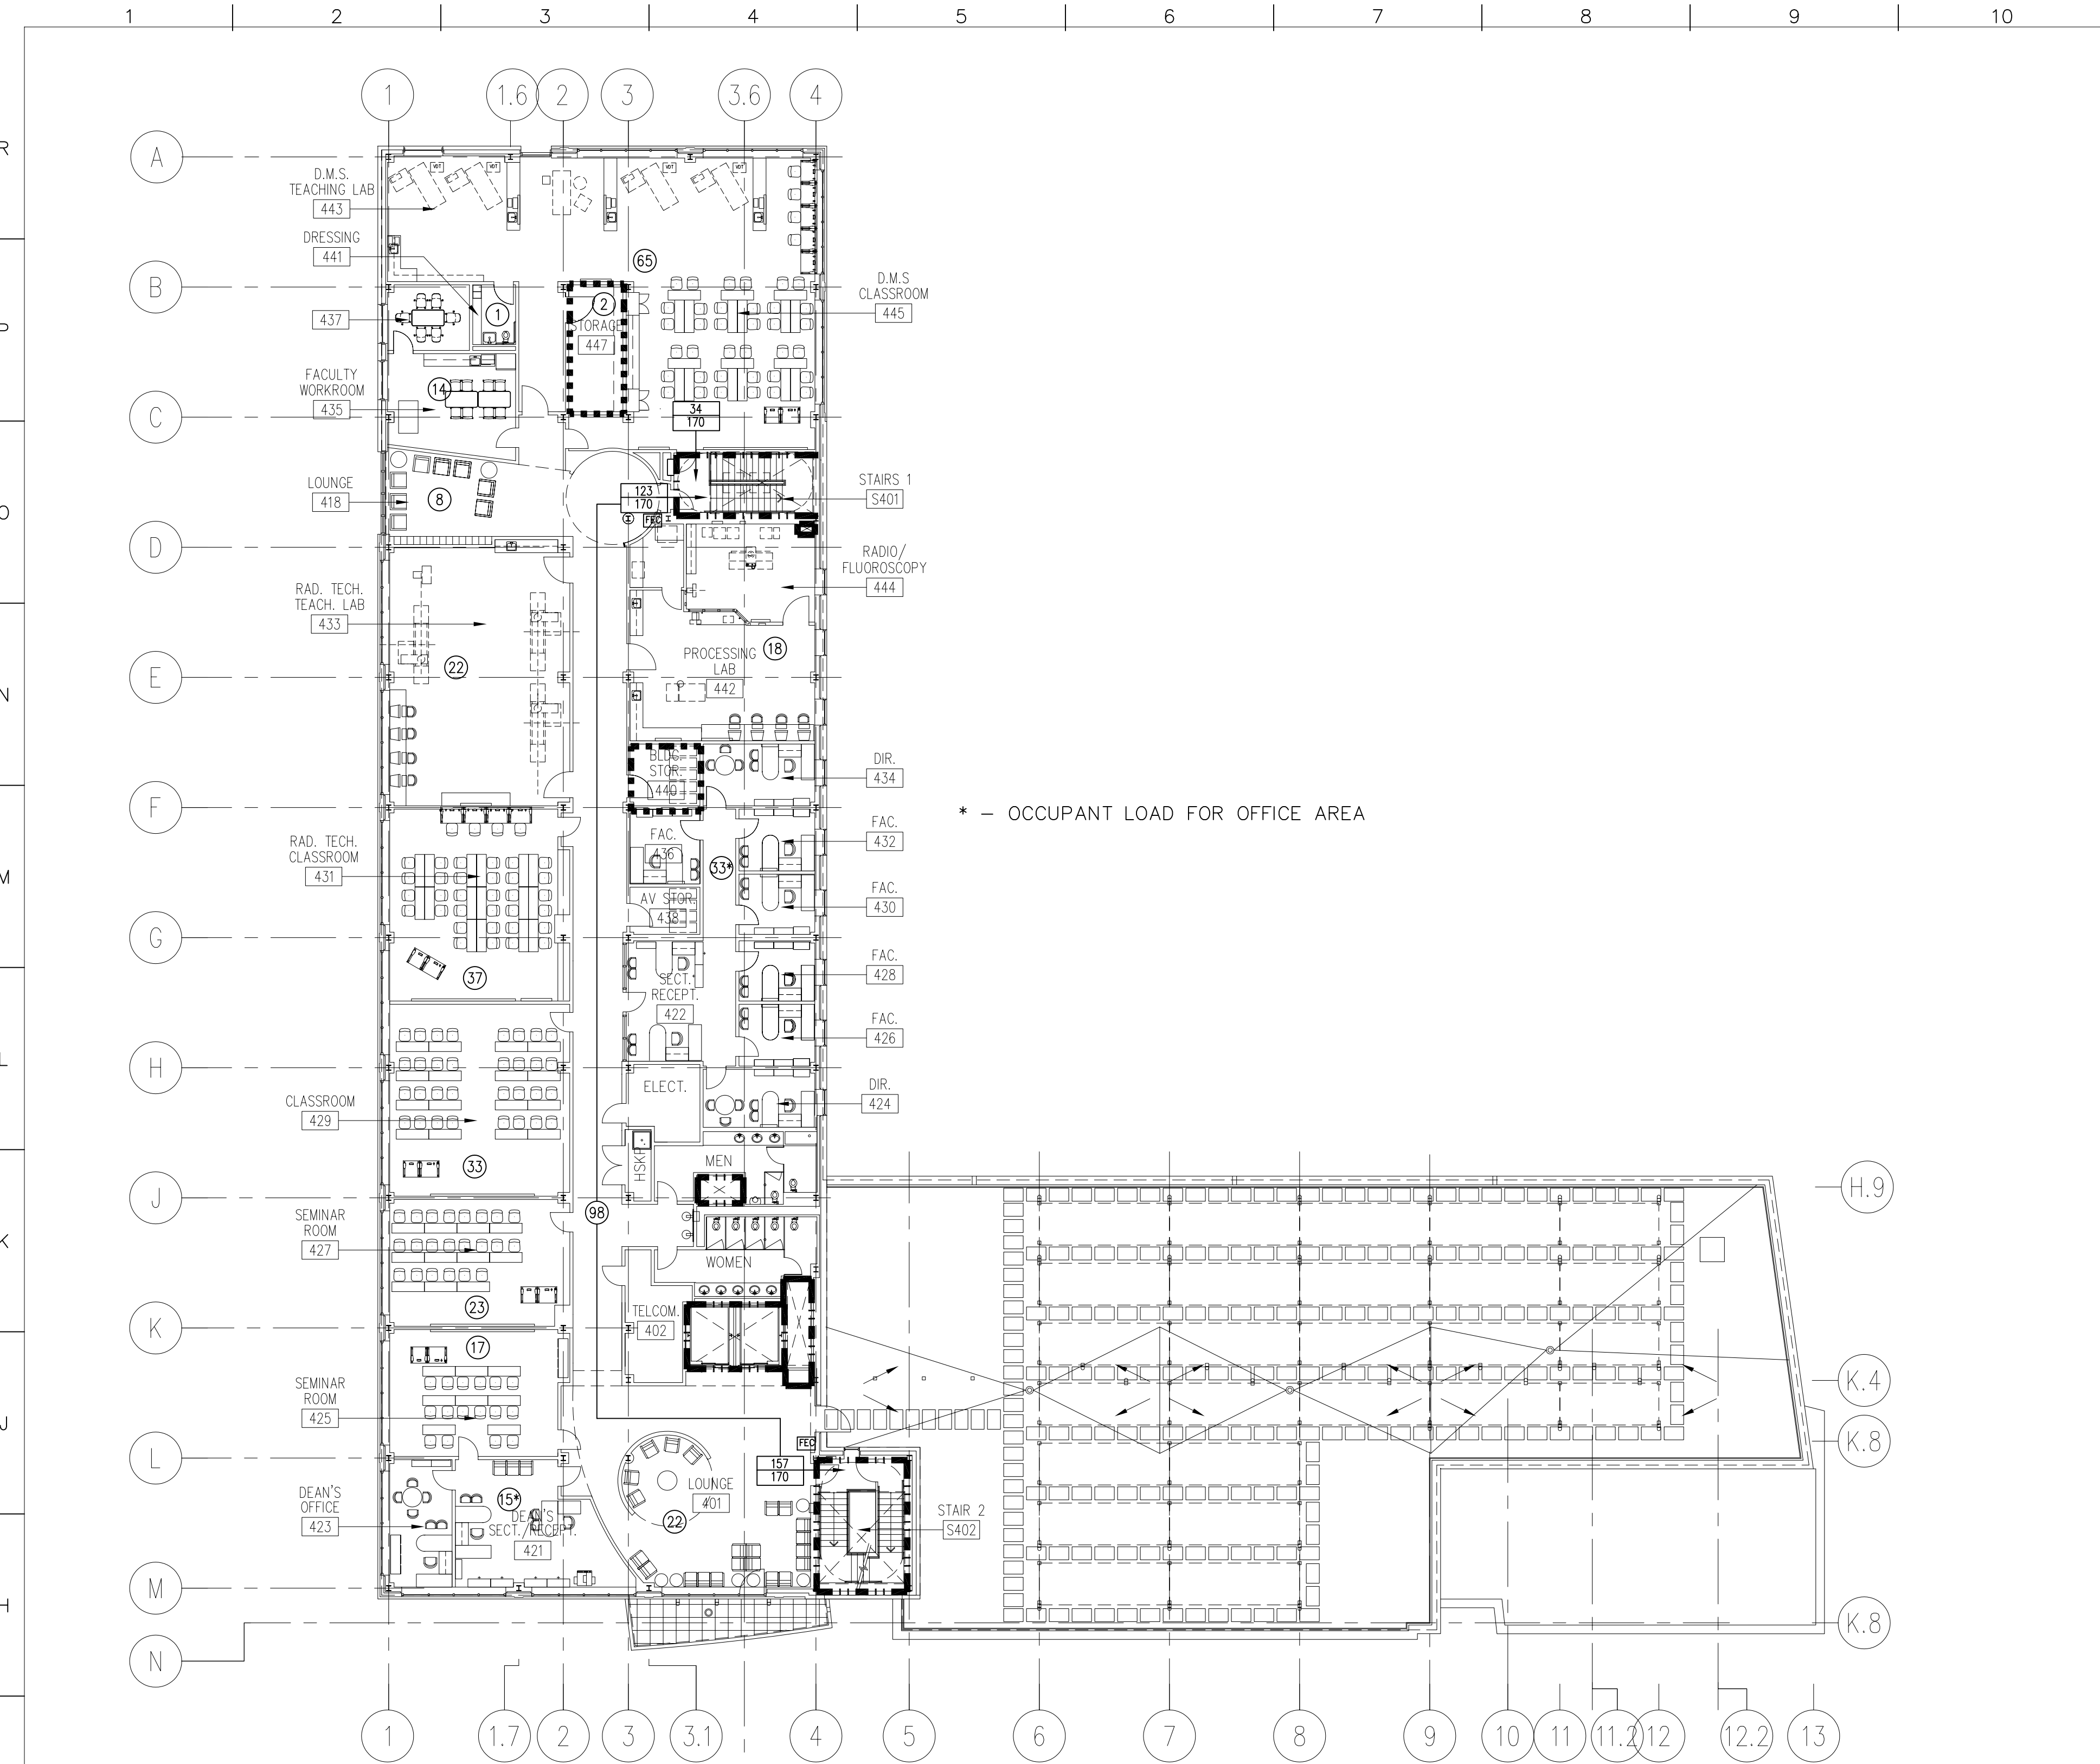 1 2 3 4 5 6 7 8 9 10
1 1.6 2 3 3.6 4
R
A
D.M.S.
TEACHING LAB
443
VDT VDT VDT VDT
DRESSING
441
65
B
D.M.S
CLASSROOM
445
437
1
2
STORAGE
447
P
FACULTY
WORKROOM
435
14
C
34
170
LOUNGE
418
8
123
170
FEC
STAIRS 1
S401
O
D
RADIO/
FLUOROSCOPY
444
RAD. TECH.
TEACH. LAB
433
22
PROCESSING
LAB
442
18
E
N
BLDG.
STOR.
440
DIR.
434
F
* – OCCUPANT LOAD FOR OFFICE AREA
FAC.
436
FAC.
432
RAD. TECH.
CLASSROOM
431
33*
M
AV STOR.
438
FAC.
430
G
37
SECT.
RECEPT.
422
FAC.
428
FAC.
426
L
H
ELECT.
DIR.
424
CLASSROOM
429
33
HSKP
MEN
J
H.9
98
SEMINAR
ROOM
427
K
WOMEN
23
TELCOM.
402
K
17
K.4
SEMINAR
ROOM
425
J
FEC
K.8
L
157
170
DEAN'S
OFFICE
423
15*
DEAN'S
SECT./RECEPT.
421
LOUNGE
401
22
STAIR 2
S402
M
H
K.8
N
1 1.7 2 3 3.1 4 5 6 7 8 9 10 11 11.2 12 12.2 13